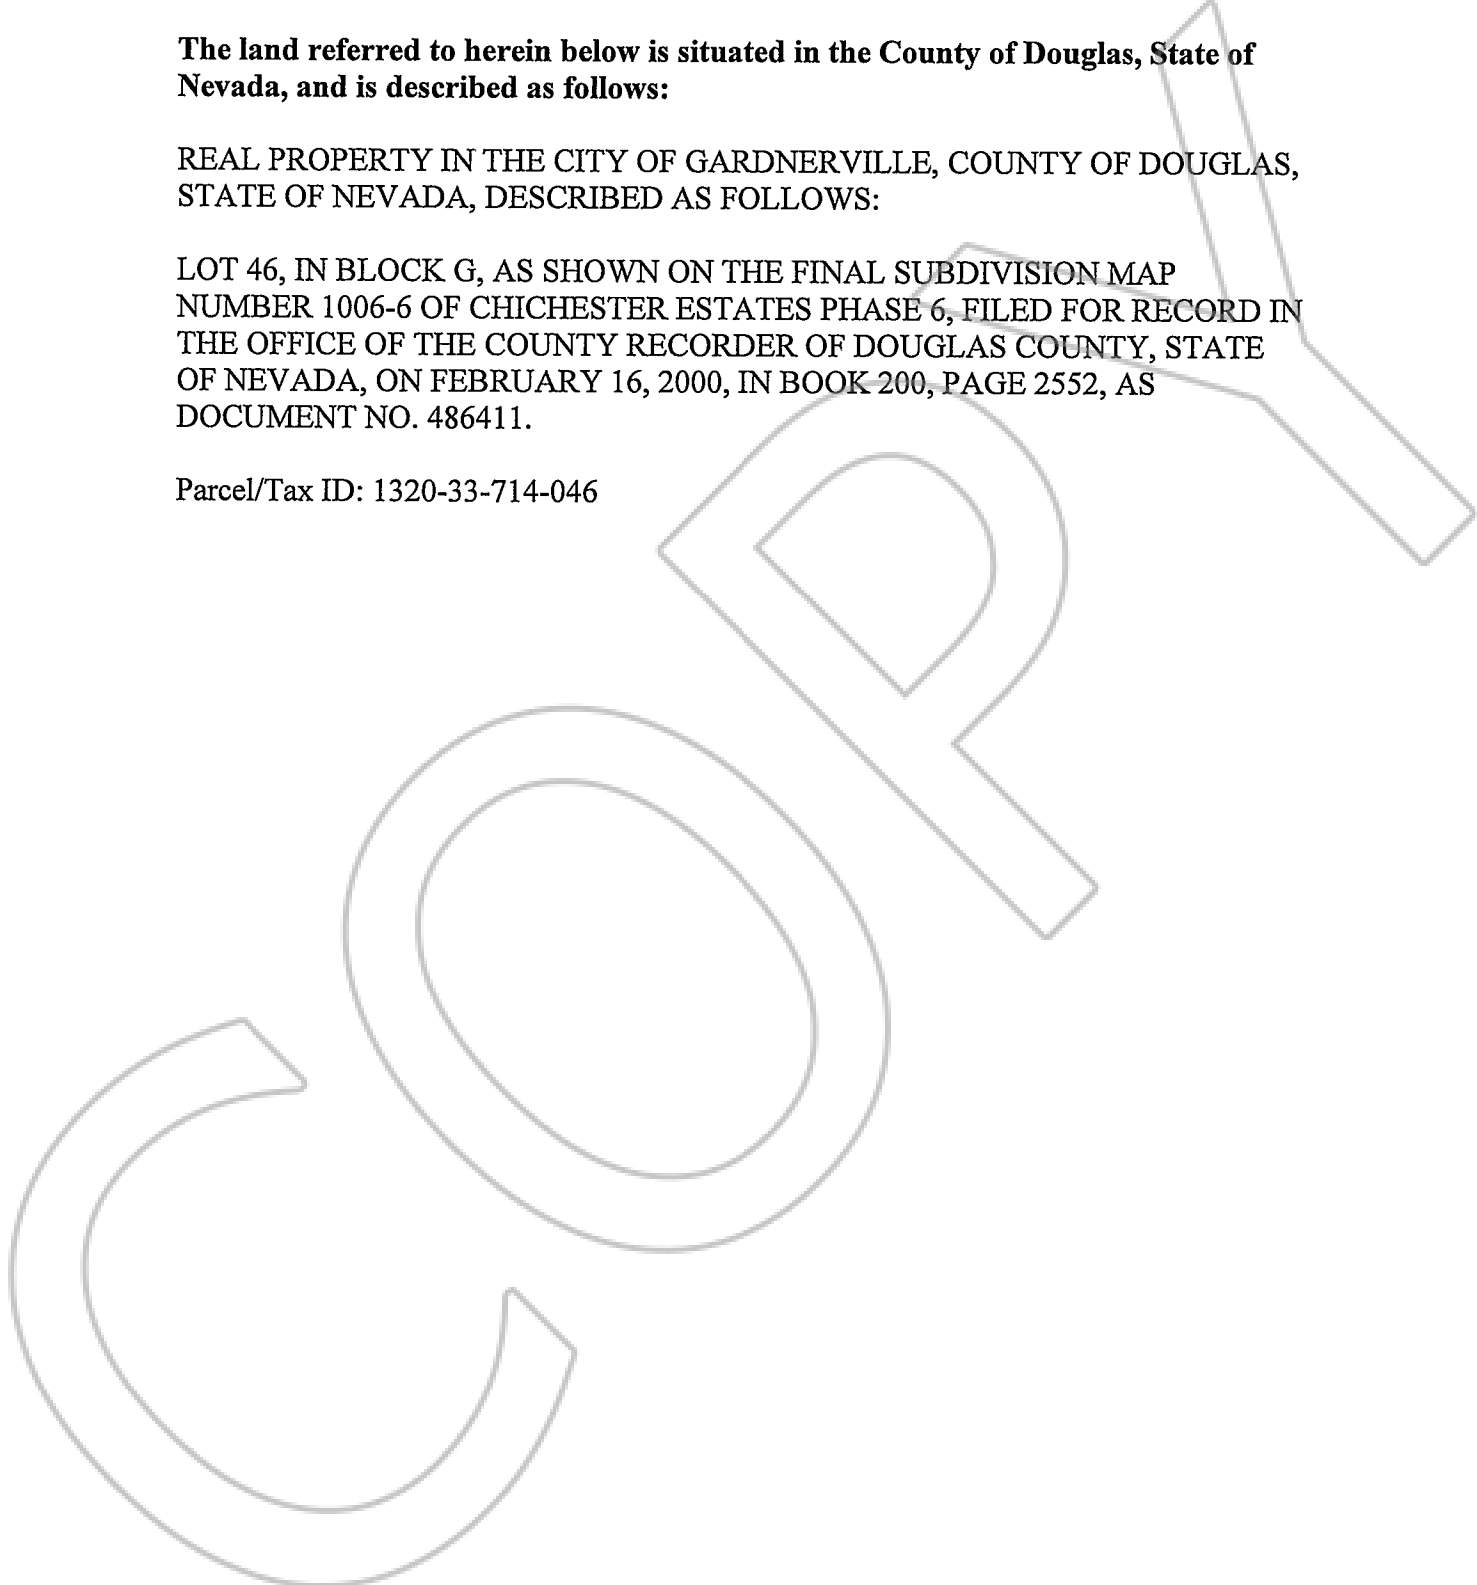 The land referred to herein below is situated in the County of Douglas, State of
Nevada, and is described as follows:
REAL PROPERTY IN THE CITY OF GARDNERVILLE, COUNTY OF DOUGLAS,
STATE OF NEVADA, DESCRIBED AS FOLLOWS:
LOT 46, IN BLOCK G, AS SHOWN ON THE FINAL SUBDIVISION MAP
NUMBER 1006-6 OF CHICHESTER ESTATES PHASE 6, FILED FOR RECORD IN
THE OFFICE OF THE COUNTY RECORDER OF DOUGLAS COUNTY, STATE
OF NEVADA, ON FEBRUARY 16, 2000, IN BOOK 200, PAGE 2552, AS
DOCUMENT NO. 486411.
Parcel/Tax ID: 1320-33-714-046
COPY